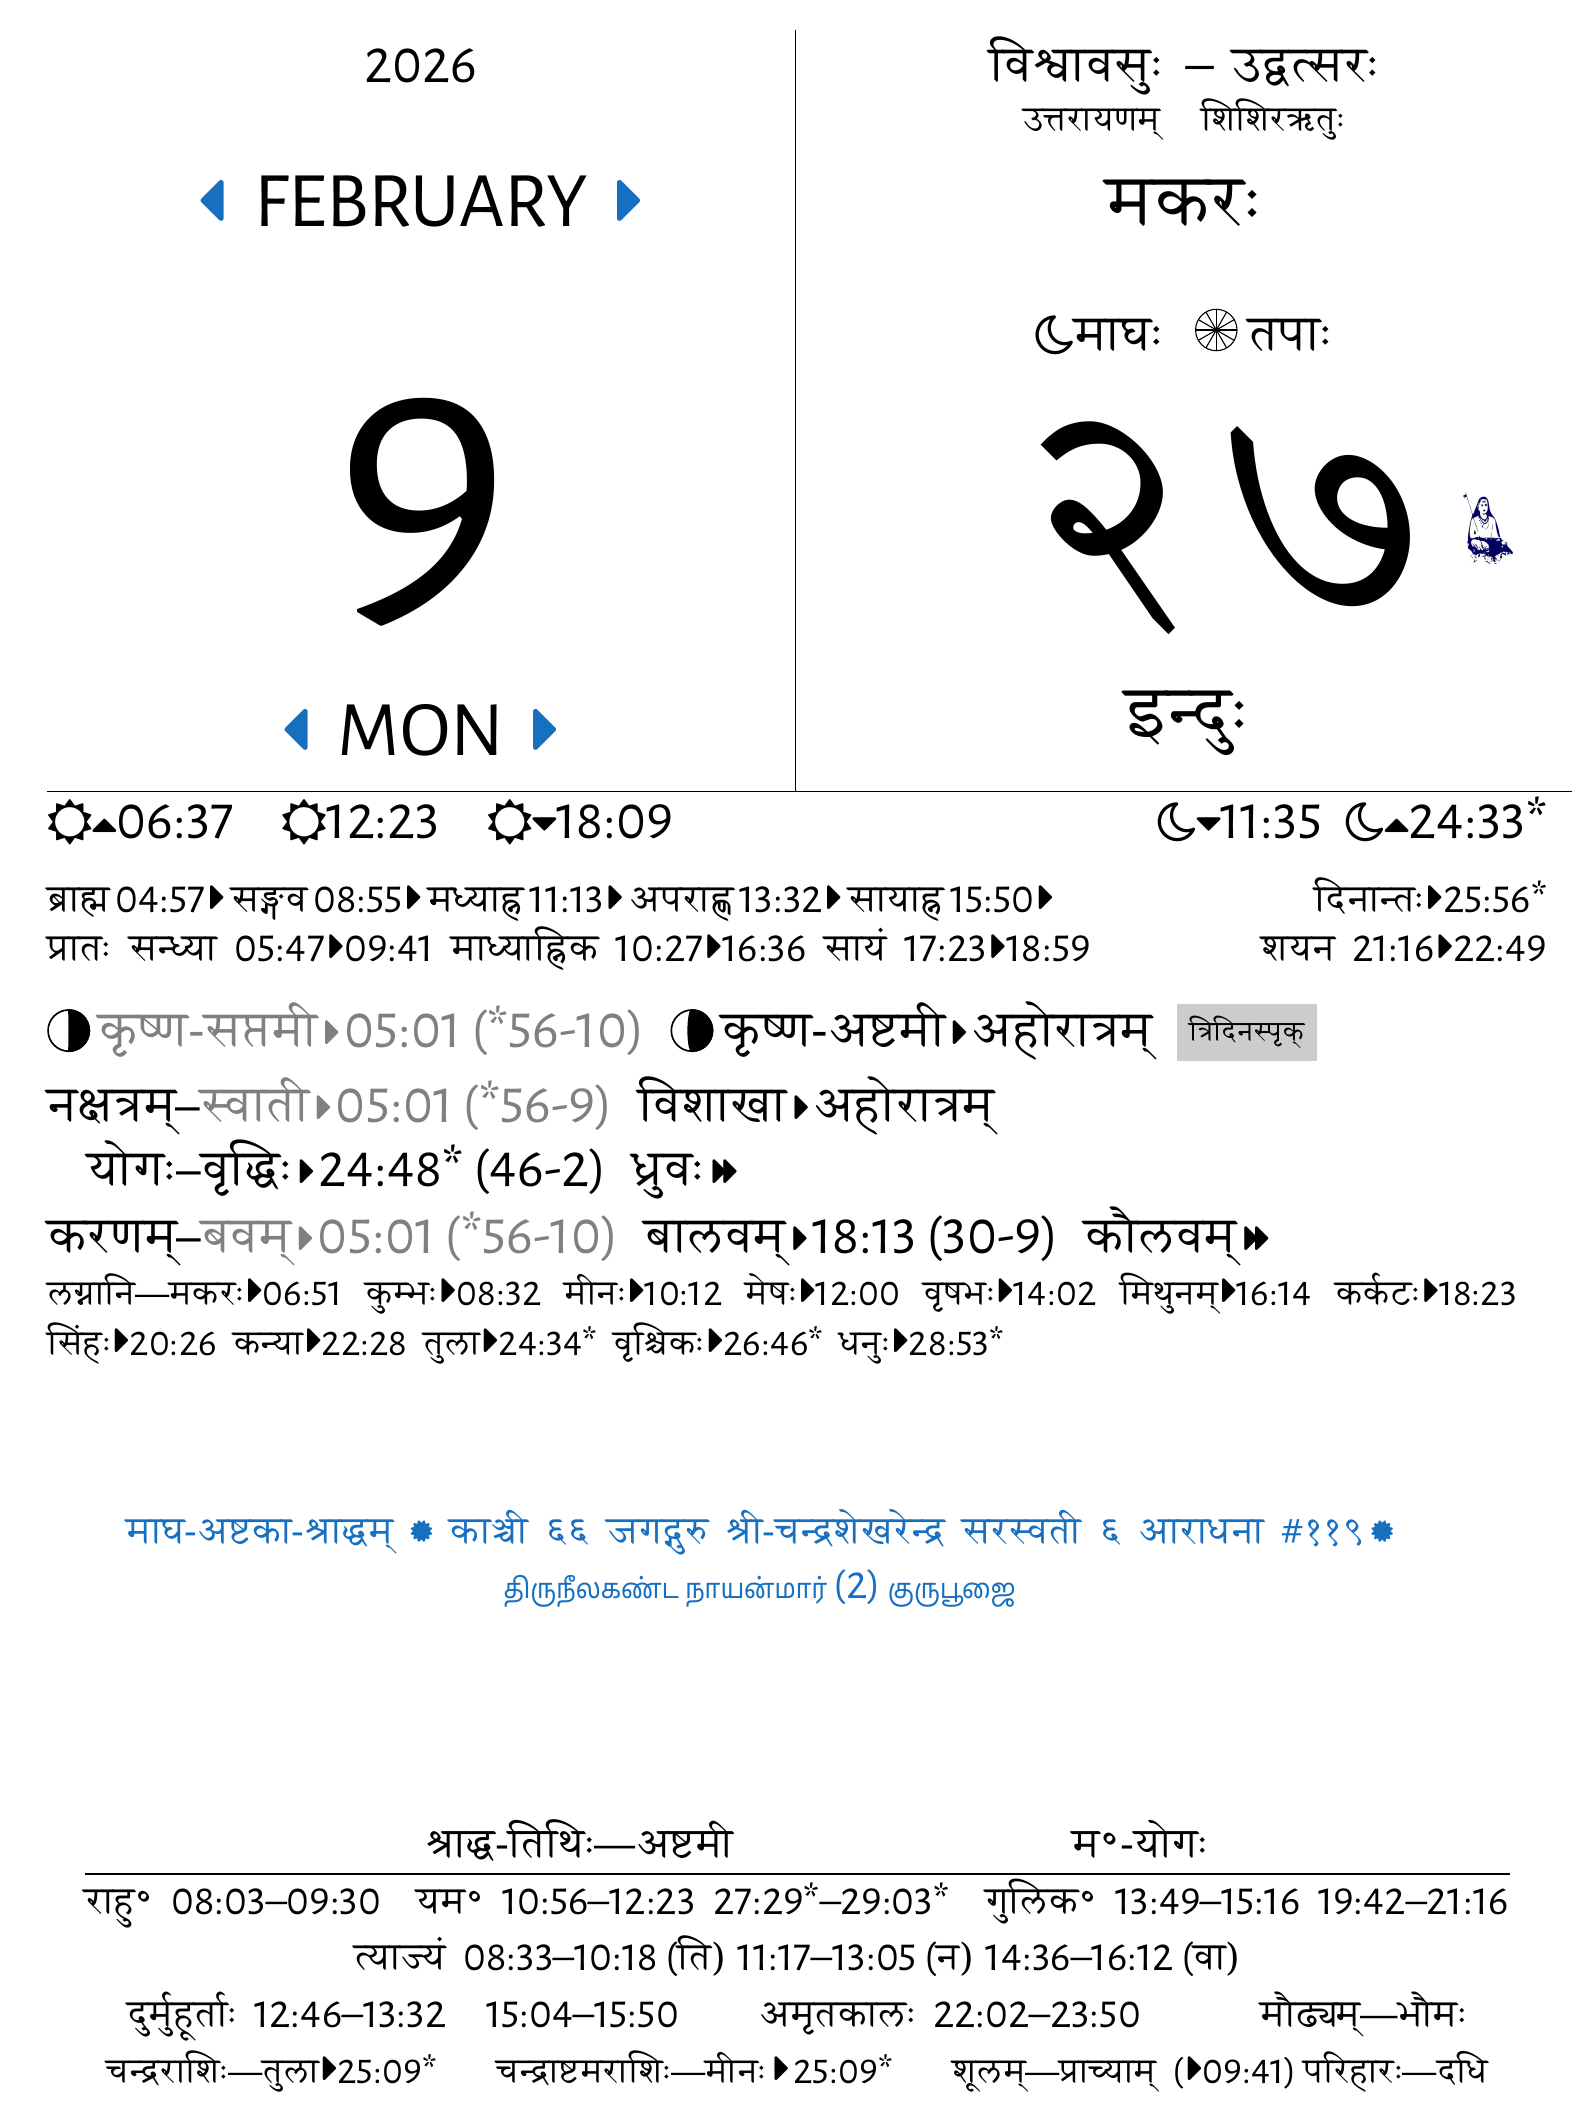 2026
FEBRUARY
9
MON
विश्वावसुः – उद्वत्सरः
उत्तरायणम् शिशिरऋतुः
मकरः
माघः तपाः
२७
इन्दुः
06:37 12:23 18:09 11:35 24:33*
ब्राह्म 04:57 सङ्गव 08:55 मध्याह्न 11:13 अपराह्ण 13:32 सायाह्न 15:50 दिनान्तः 25:56*
प्रातः सन्ध्या 05:47 09:41 माध्याह्निक 10:27 16:36 सायं 17:23 18:59 शयन 21:16 22:49
कृष्ण-सप्तमी 05:01 (*56-10) कृष्ण-अष्टमी अहोरात्रम् त्रिदिनस्पृक्
नक्षत्रम्–स्वाती 05:01 (*56-9) विशाखा अहोरात्रम्
योगः–वृद्धिः 24:48* (46-2) ध्रुवः
करणम्–बवम् 05:01 (*56-10) बालवम् 18:13 (30-9) कौलवम्
लग्नानि—मकरः 06:51 कुम्भः 08:32 मीनः 10:12 मेषः 12:00 वृषभः 14:02 मिथुनम् 16:14 कर्कटः 18:23
सिंहः 20:26 कन्या 22:28 तुला 24:34* वृश्चिकः 26:46* धनुः 28:53*
माघ-अष्टका-श्राद्धम् काञ्ची ६६ जगद्गुरु श्री-चन्द्रशेखरेन्द्र सरस्वती ६ आराधना #११९
திருநீலகண்ட நாயன்மார் (2) குருபூஜை
श्राद्ध-तिथिः—अष्टमी म॰-योगः
राहु॰ 08:03–09:30 यम॰ 10:56–12:23 27:29*–29:03* गुलिक॰ 13:49–15:16 19:42–21:16
त्याज्यं 08:33–10:18 (ति) 11:17–13:05 (न) 14:36–16:12 (वा)
दुर्मुहूर्ताः 12:46–13:32 15:04–15:50 अमृतकालः 22:02–23:50 मौढ्यम्—भौमः
चन्द्रराशिः—तुला 25:09* चन्द्राष्टमराशिः—मीनः 25:09* शूलम्—प्राच्याम् (09:41) परिहारः—दधि